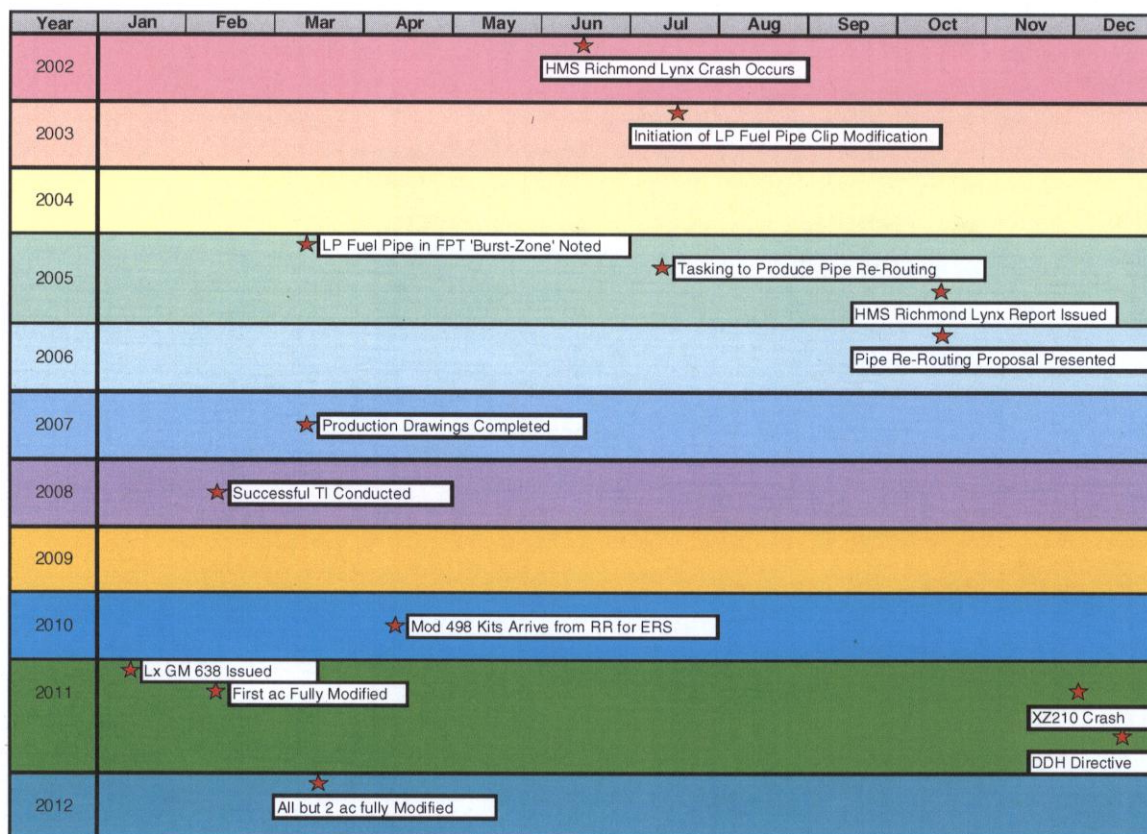 Year Jan Feb Mar Apr May Jun Jul Aug Sep Oct Nov Dec
2002
HMS Richmond Lynx Crash Occurs
2003
Initiation of LP Fuel Pipe Clip Modification
2004
2005
LP Fuel Pipe in FPT 'Burst-Zone' Noted
Tasking to Produce Pipe Re-Routing
HMS Richmond Lynx Report Issued
2006
Pipe Re-Routing Proposal Presented
2007
Production Drawings Completed
2008
Successful TI Conducted
2009
2010
Mod 498 Kits Arrive from RR for ERS
2011
Lx GM 638 Issued
First ac Fully Modified
XZ210 Crash
DDH Directive
2012
All but 2 ac fully Modified